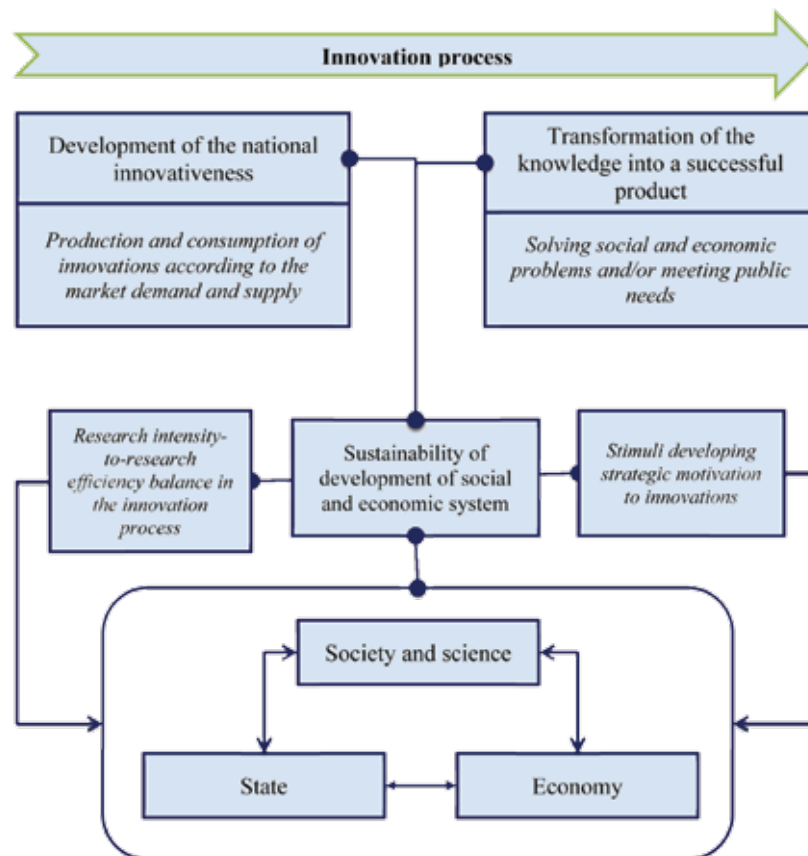 Innovation process
Development of the national
innovativeness
Production and consumption of
innovations according to the
market demand and supply
Transformation of the
knowledge into a successful
product
Solving social and economic
problems and/or meeting public
needs
Research intensity-
to-research
efficiency balance in
the innovation
process
Sustainability of
development of social
and economic system
Stimuli developing
strategic motivation
to innovations
Society and science
State
Economy